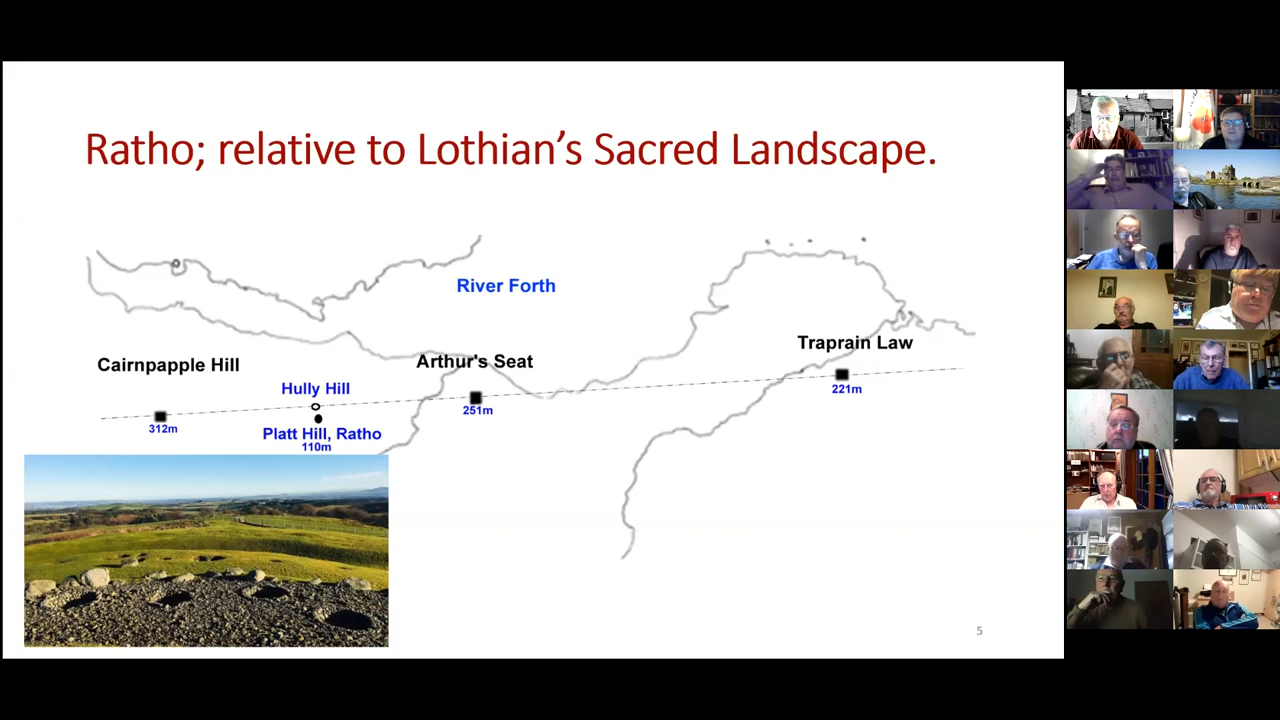 Ratho; relative to Lothian's Sacred Landscape.
River Forth
Traprain Law
Cairnpapple Hill
Arthur's Seat
Hully Hill
221m
251m
312m
Platt Hill, Ratho
110m
5